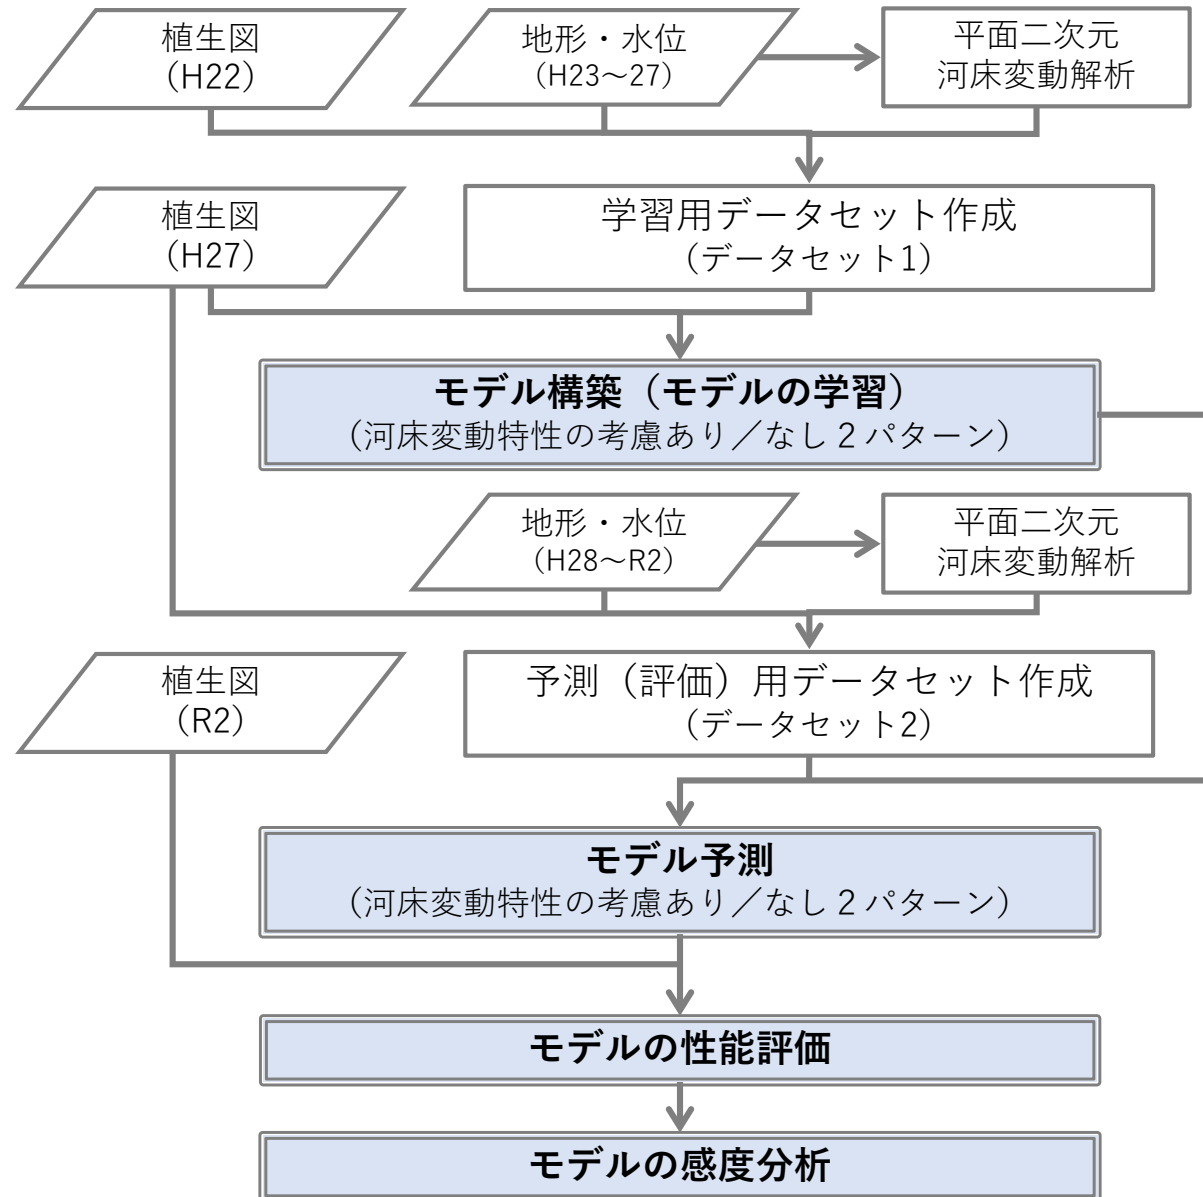 植生図
(H22)
地形・水位
(H23～27)
平面二次元
河床変動解析
植生図
(H27)
学習用データセット作成
（データセット1）
モデル構築（モデルの学習）
（河床変動特性の考慮あり／なし２パターン）
地形・水位
(H28～R2)
平面二次元
河床変動解析
植生図
(R2)
予測（評価）用データセット作成
（データセット2）
モデル予測
（河床変動特性の考慮あり／なし２パターン）
モデルの性能評価
モデルの感度分析